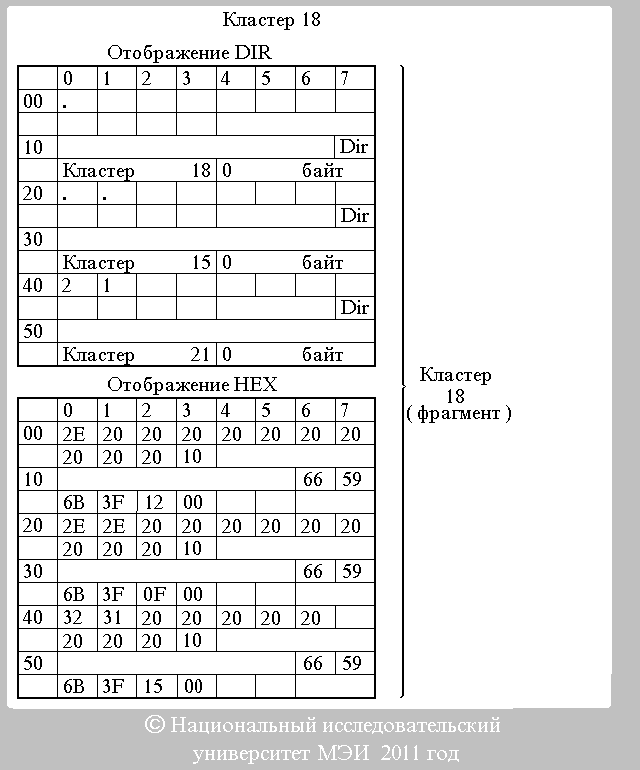 Кластер 18
Отображение DIR
0 1 2 3 4 5 6 7
00 .
10 Dir
Кластер 18 0 байт
20 . .
Dir
30
Кластер 15 0 байт
40 2 1
Dir
50
Кластер 21 0 байт
Отображение HEX
0 1 2 3 4 5 6 7
00 2E 20 20 20 20 20 20 20
20 20 20 10
10 66 59
6B 3F 12 00
20 2E 2E 20 20 20 20 20 20
20 20 20 10
30 66 59
6B 3F 0F 00
40 32 31 20 20 20 20 20
20 20 20 10
50 66 59
6B 3F 15 00
Кластер
18
( фрагмент )
© Национальный исследовательский
университет МЭИ 2011 год